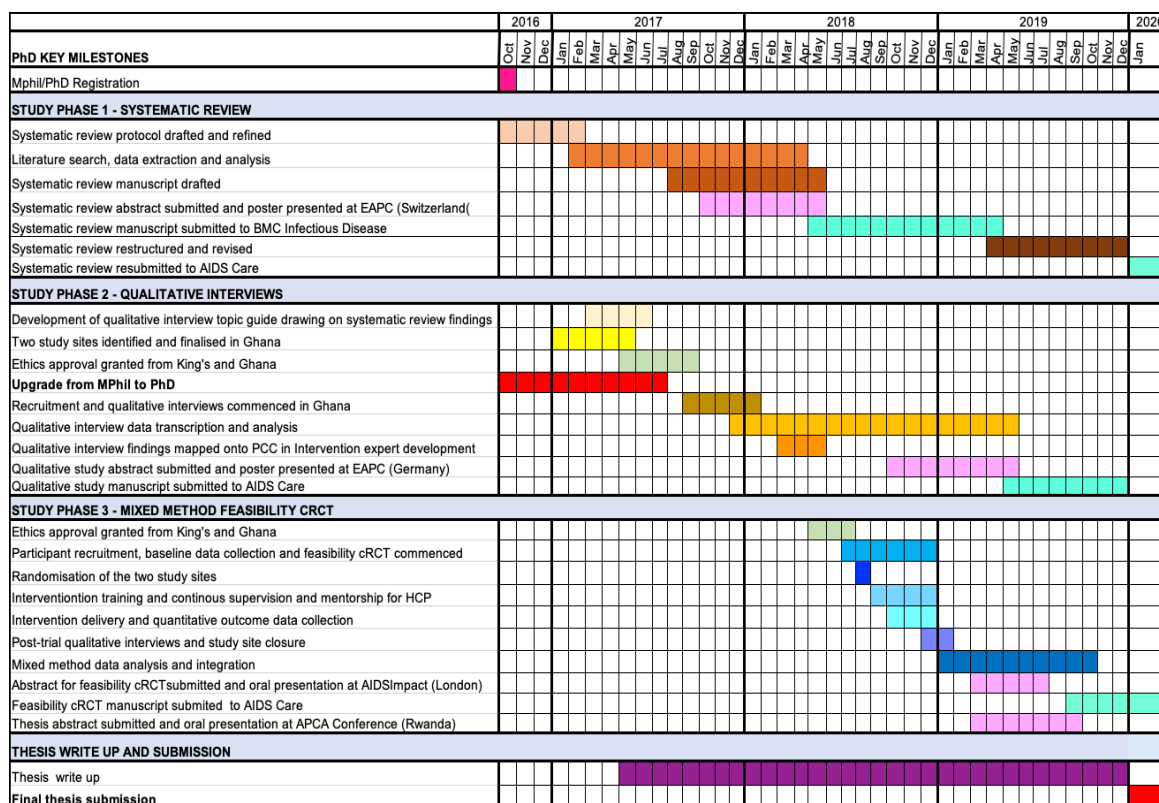 2016 2017 2018 2019 2020
PhD KEY MILESTONES Oct Nov Dec Jan Feb Mar Apr May Jun Jul Aug Sep Oct Nov Dec Jan Feb Mar Apr May Jun Jul Aug Sep Oct Nov Dec Jan Feb Mar Apr May Jun Jul Aug Sep Oct Nov Dec Jan
Mphil/PhD Registration
STUDY PHASE 1 - SYSTEMATIC REVIEW
Systematic review protocol drafted and refined
Literature search, data extraction and analysis
Systematic review manuscript drafted
Systematic review abstract submitted and poster presented at EAPC (Switzerland(
Systematic review manuscript submitted to BMC Infectious Disease
Systematic review restructured and revised
Systematic review resubmitted to AIDS Care
STUDY PHASE 2 - QUALITATIVE INTERVIEWS
Development of qualitative interview topic guide drawing on systematic review findings
Two study sites identified and finalised in Ghana
Ethics approval granted from King's and Ghana
Upgrade from MPhil to PhD
Recruitment and qualitative interviews commenced in Ghana
Qualitative interview data transcription and analysis
Qualitative interview findings mapped onto PCC in Intervention expert development
Qualitative study abstract submitted and poster presented at EAPC (Germany)
Qualitative study manuscript submitted to AIDS Care
STUDY PHASE 3 - MIXED METHOD FEASIBILITY CRCT
Ethics approval granted from King's and Ghana
Participant recruitment, baseline data collection and feasibility cRCT commenced
Randomisation of the two study sites
Interventiontion training and continous supervision and mentorship for HCP
Intervention delivery and quantitative outcome data collection
Post-trial qualitative interviews and study site closure
Mixed method data analysis and integration
Abstract for feasibility cRCTsubmitted and oral presentation at AIDSImpact (London)
Feasibility cRCT manuscript submited to AIDS Care
Thesis abstract submitted and oral presentation at APCA Conference (Rwanda)
THESIS WRITE UP AND SUBMISSION
Thesis write up
Final thesis submission